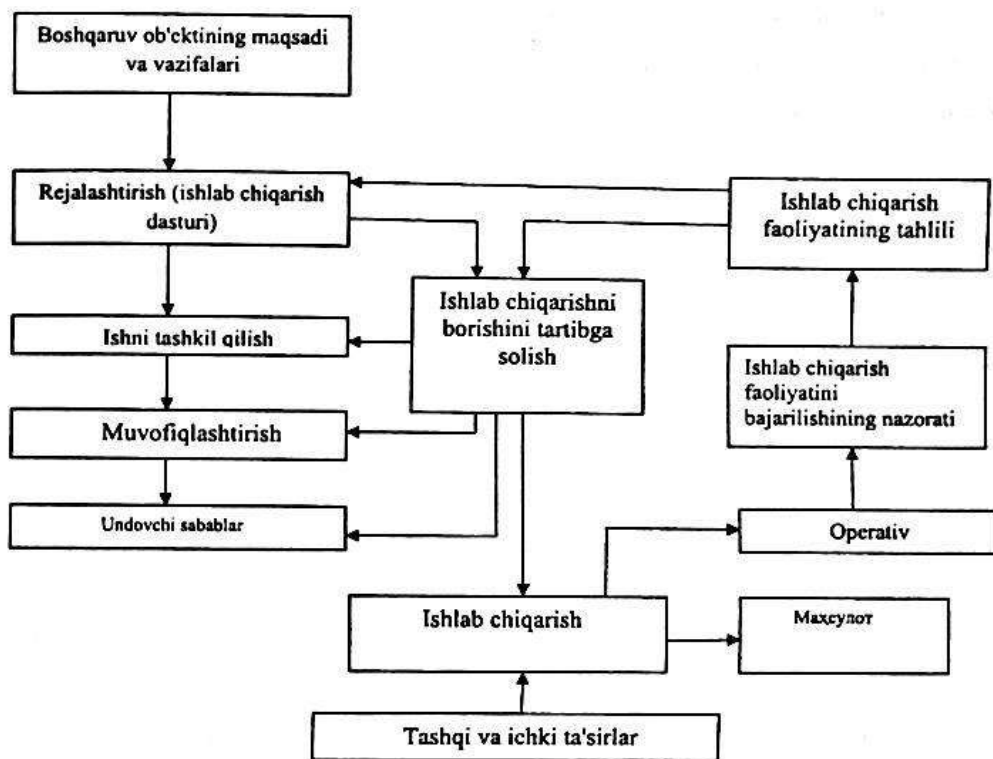 Boshqaruv ob'cktining maqsadi
va vazifalari
Rejalashtirish (ishlab chiqarish
dasturi)
Ishlab chiqarish
faoliyatining tahlili
Ishlab chiqarishni
borishini tartibga
solish
Ishni tashkil qilish
Ishlab chiqarish
faoliyatini
bajarilishining nazorati
Muvofiqlashtirish
Undovchi sabablar
Operativ
Ishlab chiqarish
Маҳсулот
Tashqi va ichki ta'sirlar